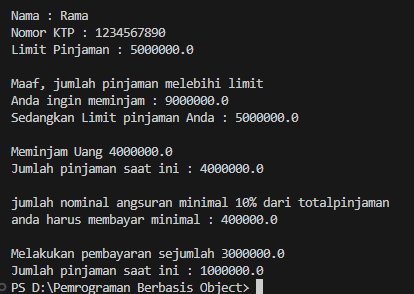 Nama : Rama
Nomor KTP : 1234567890
Limit Pinjaman : 5000000.0
Maaf, jumlah pinjaman melebihi limit
Anda ingin meminjam : 9000000.0
Sedangkan Limit pinjaman Anda : 5000000.0
Meminjam Uang 4000000.0
Jumlah pinjaman saat ini : 4000000.0
jumlah nominal angsuran minimal 10% dari totalpinjaman
anda harus membayar minimal : 400000.0
Melakukan pembayaran sejumlah 3000000.0
Jumlah pinjaman saat ini : 1000000.0
PS D:\Pemrograman Berbasis Object>